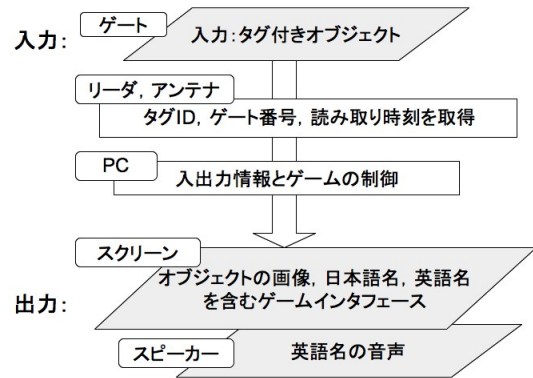 ゲート
入力:
入力:タグ付きオブジェクト
リーダ, アンテナ
タグID, ゲート番号, 読み取り時刻を取得
PC
入出力情報とゲームの制御
スクリーン
オブジェクトの画像, 日本語名, 英語名
を含むゲームインタフェース
出力:
スピーカー
英語名の音声